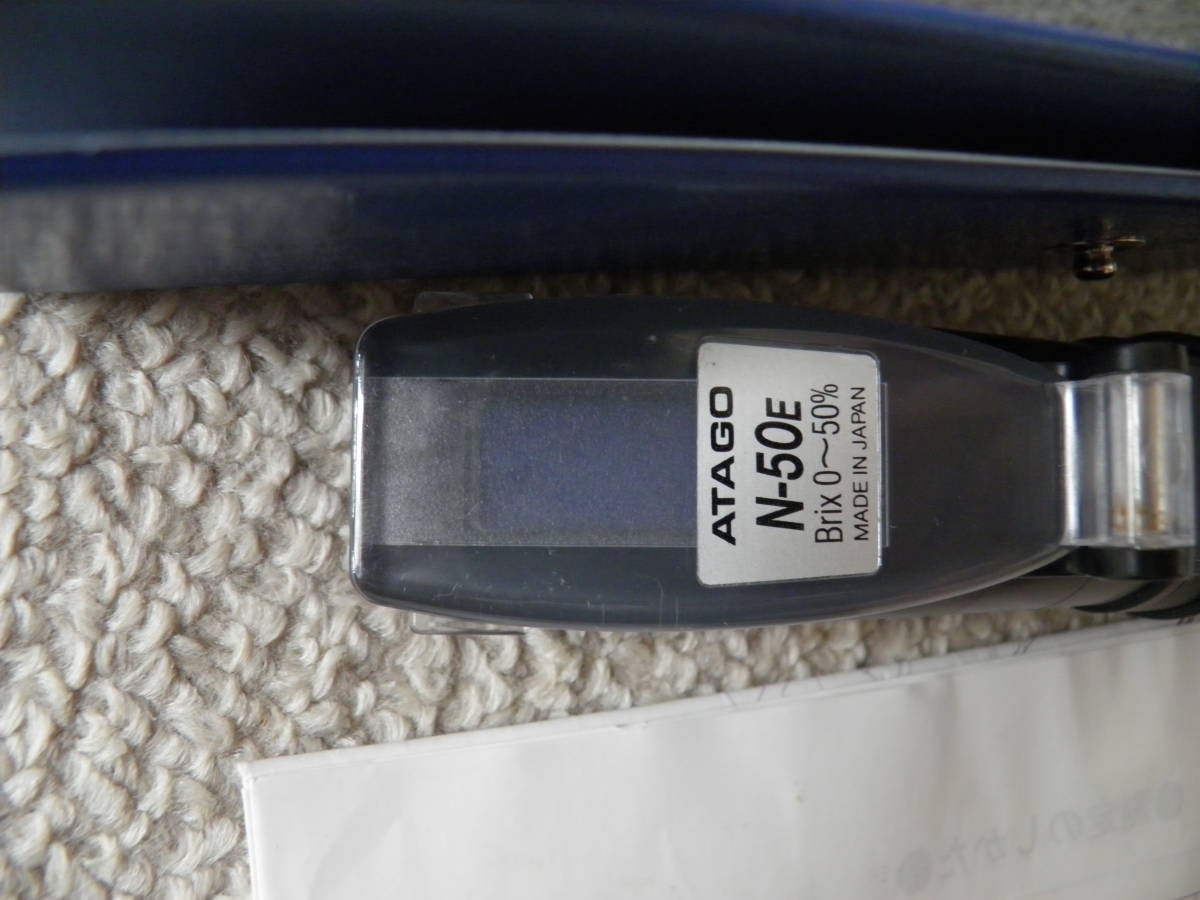 ATAGO
N-50E
Brix 0～50%
MADE IN JAPAN